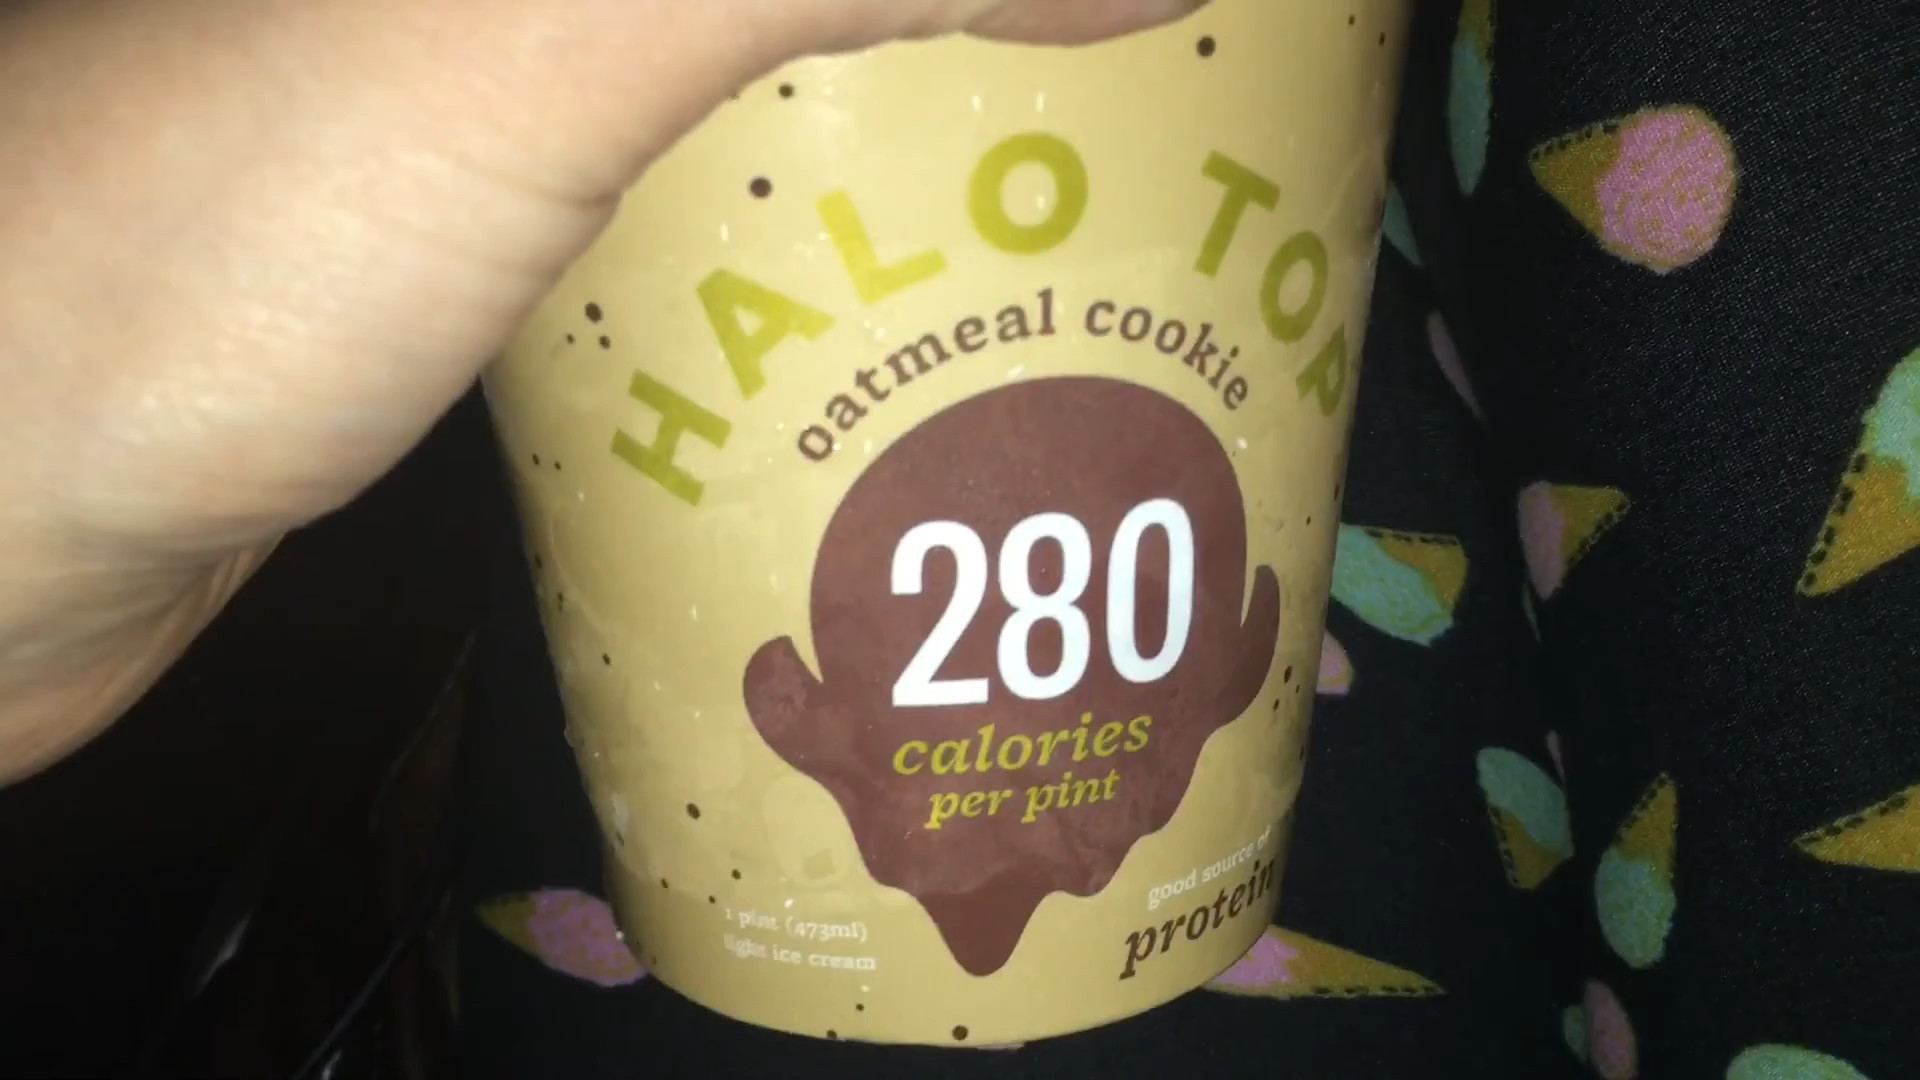 HALO TOP
oatmeal cookie
280
calories
per pint
1 pint (473ml)
light ice cream
good source of
protein